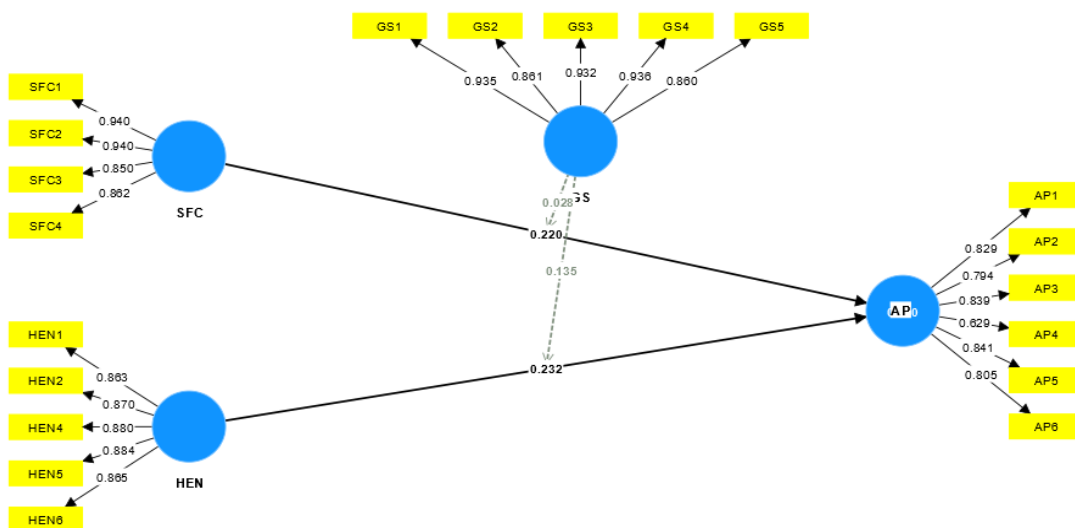 GS1
GS2
GS3
GS4
GS5
0.935
0.861
0.932
0.936
0.860
SFC1
SFC2
SFC3
SFC4
0.940
0.940
0.850
0.862
SFC
GS
0.028
0.220
0.135
0.232
AP1
AP2
AP3
AP4
AP5
AP6
0.829
0.794
0.839
0.629
0.841
0.805
AP
HEN1
HEN2
HEN4
HEN5
HEN6
0.863
0.870
0.880
0.884
0.865
HEN